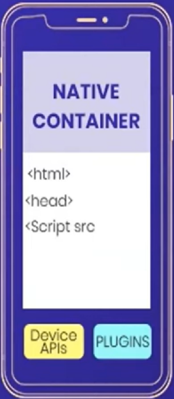 NATIVE
CONTAINER
<html>
<head>
<Script src
Device
APIs
PLUGINS